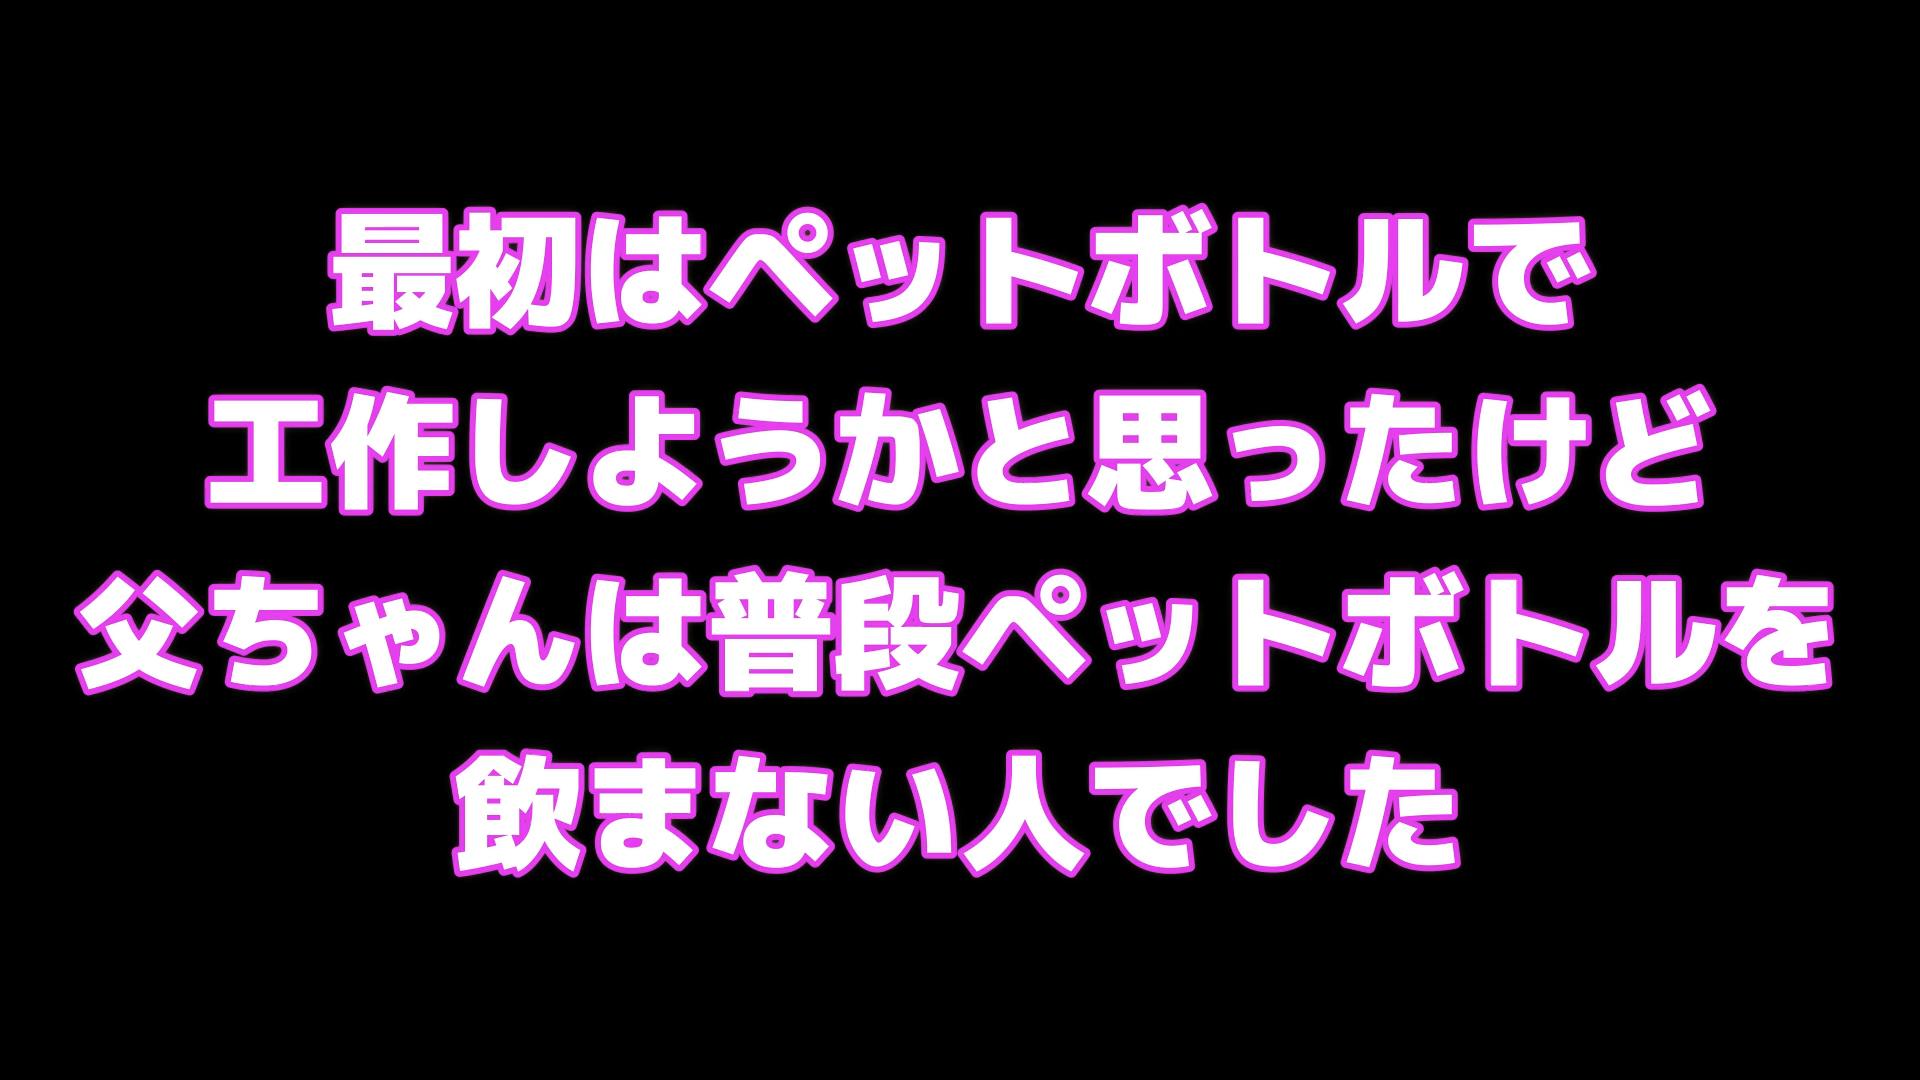 最初はペットボトルで
工作しようかと思ったけど
父ちゃんは普段ペットボトルを
飲まない人でした